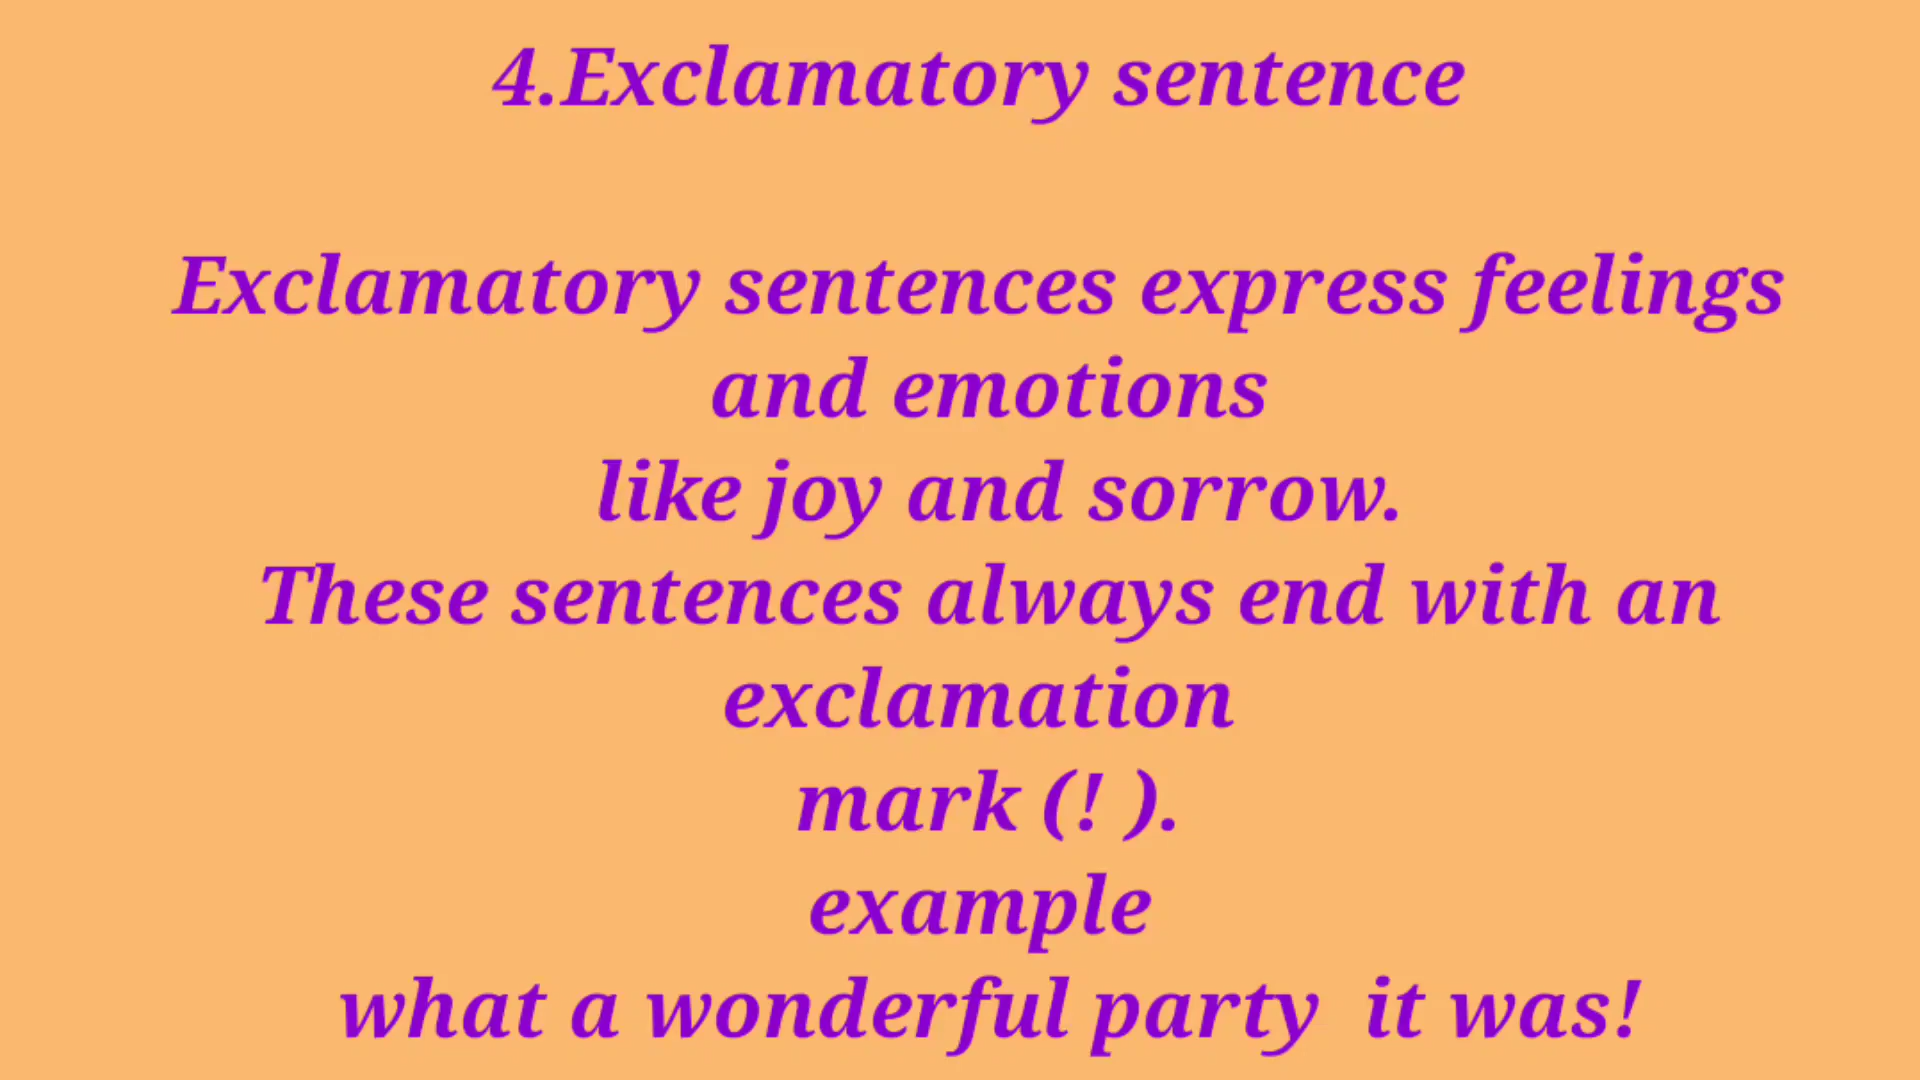 4.Exclamatory sentence
Exclamatory sentences express feelings
and emotions
like joy and sorrow.
These sentences always end with an
exclamation
mark (! ).
example
what a wonderful party  it was!